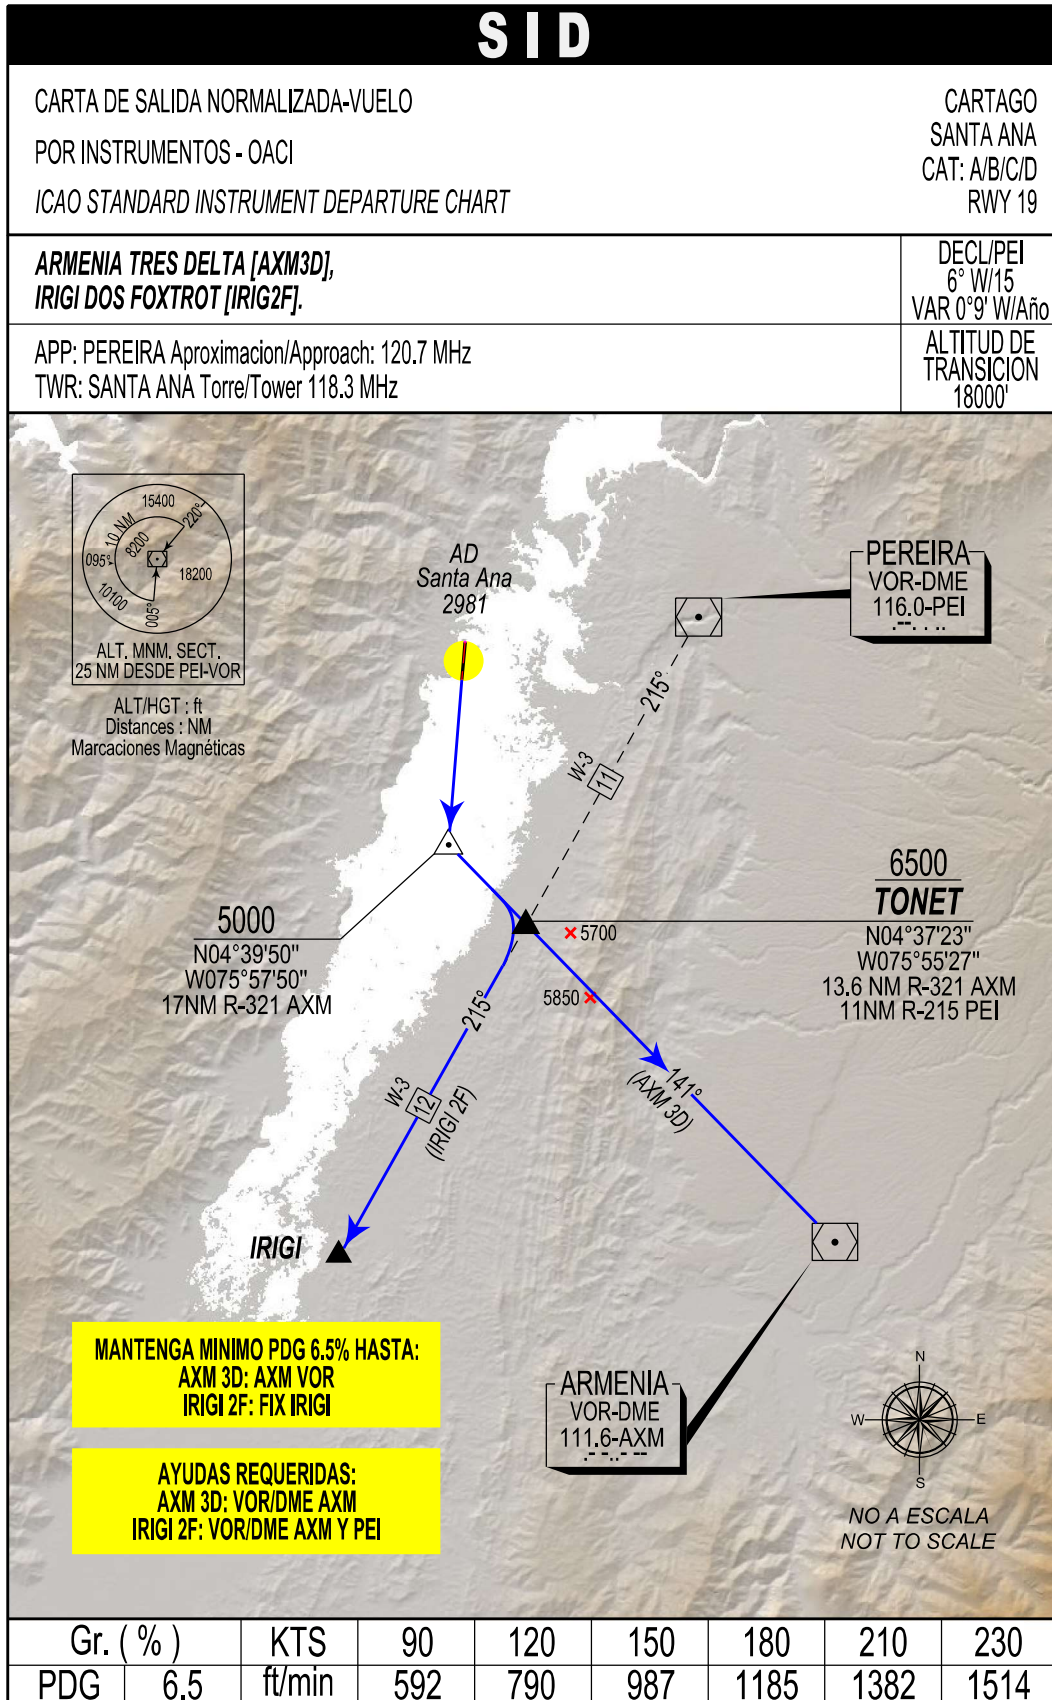 SID
CARTA DE SALIDA NORMALIZADA-VUELO
POR INSTRUMENTOS - OACI
ICAO STANDARD INSTRUMENT DEPARTURE CHART
CARTAGO
SANTA ANA
CAT: A/B/C/D
RWY 19
ARMENIA TRES DELTA [AXM3D],
IRIGI DOS FOXTROT [IRIG2F].
DECL/PEI
6° W/15
VAR 0°9' W/Año
APP: PEREIRA Aproximacion/Approach: 120.7 MHz
TWR: SANTA ANA Torre/Tower 118.3 MHz
ALTITUD DE
TRANSICION
18000'
15400
10 NM
220°
8200
095°
18200
10100
005°
ALT. MNM. SECT.
25 NM DESDE PEI-VOR
ALT/HGT : ft
Distances : NM
Marcaciones Magnéticas
AD
Santa Ana
2981
PEREIRA
VOR-DME
116.0-PEI
215°
W-3
11
6500
TONET
N04°37'23"
W075°55'27"
13.6 NM R-321 AXM
11NM R-215 PEI
5000
N04°39'50"
W075°57'50"
17NM R-321 AXM
5700
5850
215°
W-3
12
(IRIGI 2F)
141°
(AXM 3D)
IRIGI
MANTENGA MINIMO PDG 6.5% HASTA:
AXM 3D: AXM VOR
IRIGI 2F: FIX IRIGI
AYUDAS REQUERIDAS:
AXM 3D: VOR/DME AXM
IRIGI 2F: VOR/DME AXM Y PEI
ARMENIA
VOR-DME
111.6-AXM
N
W
E
S
NO A ESCALA
NOT TO SCALE
Gr. ( % ) KTS 90 120 150 180 210 230
PDG 6.5 ft/min 592 790 987 1185 1382 1514